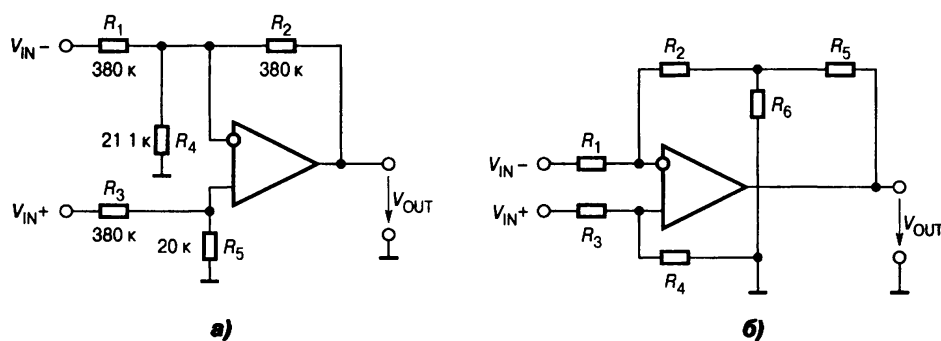 R1
R2
VIN−
380 к
380 к
21 1 к
R4
R3
VIN+
380 к
20 к
R5
VOUT
а)
R2
R5
R6
R1
VIN−
VIN+
R3
R4
VOUT
б)